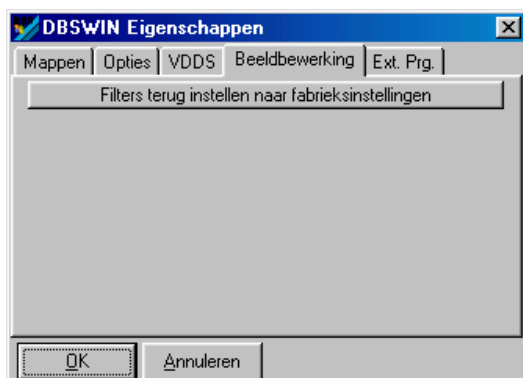 DBSWIN Eigenschappen
Mappen Opties VDDS Beeldbewerking Ext. Prg.
Filters terug instellen naar fabrieksinstellingen
OK Annuleren